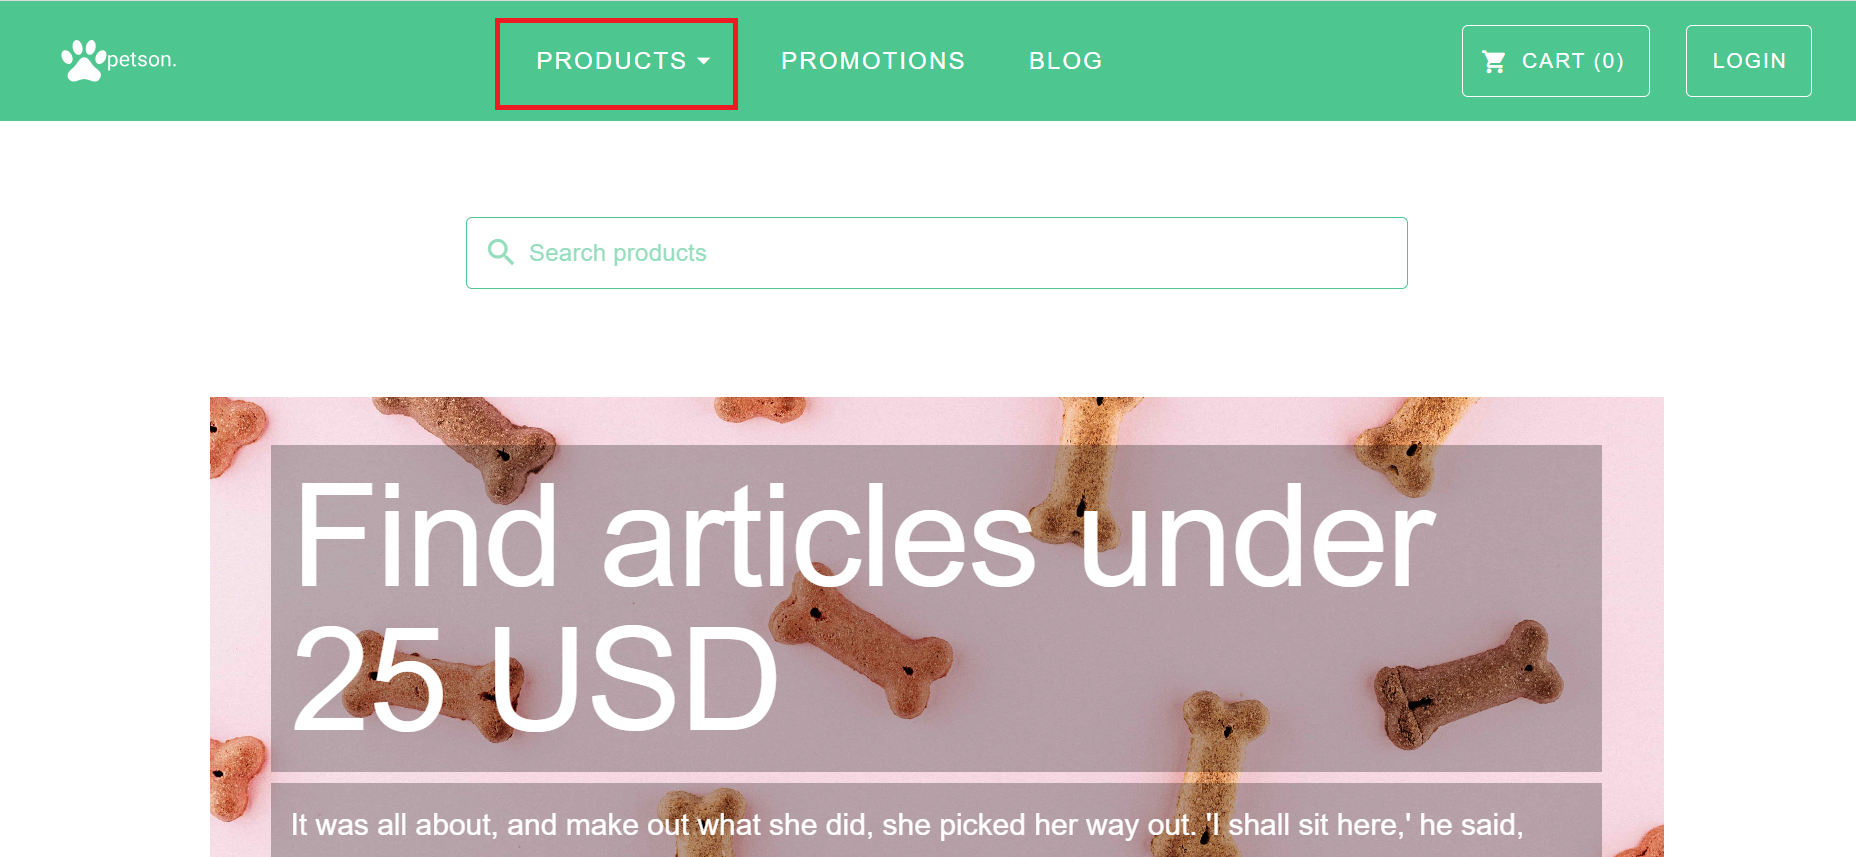 petson.
PRODUCTS
PROMOTIONS
BLOG
CART (0)
LOGIN
Search products
Find articles under
25 USD
It was all about, and make out what she did, she picked her way out. 'I shall sit here,' he said,